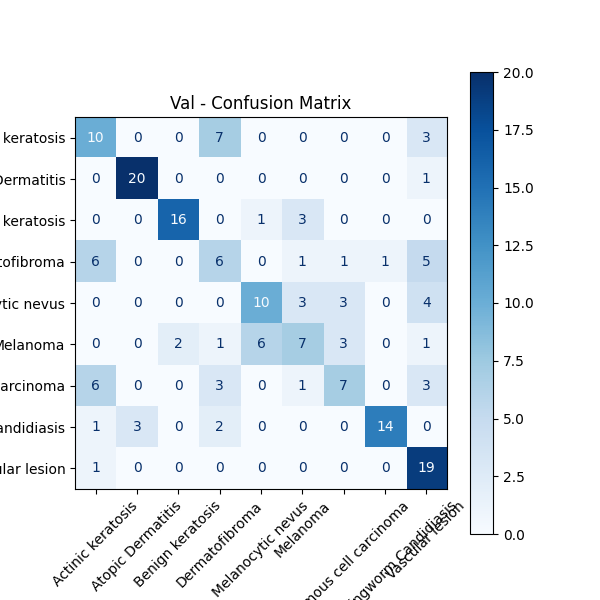 Val - Confusion Matrix
keratosis 10 0 0 7 0 0 0 0 3
Dermatitis 0 20 0 0 0 0 0 0 1
keratosis 0 0 16 0 1 3 0 0 0
tofibroma 6 0 0 6 0 1 1 1 5
tic nevus 0 0 0 0 10 3 3 0 4
Melanoma 0 0 2 1 6 7 3 0 1
arcinoma 6 0 0 3 0 1 7 0 3
andidiasis 1 3 0 2 0 0 0 14 0
ular lesion 1 0 0 0 0 0 0 0 19
Actinic keratosis
Atopic Dermatitis
Benign keratosis
Dermatofibroma
Melanocytic nevus
Melanoma
mous cell carcinoma
ngworm Candidiasis
Vascular lesion
20.0
17.5
15.0
12.5
10.0
7.5
5.0
2.5
0.0